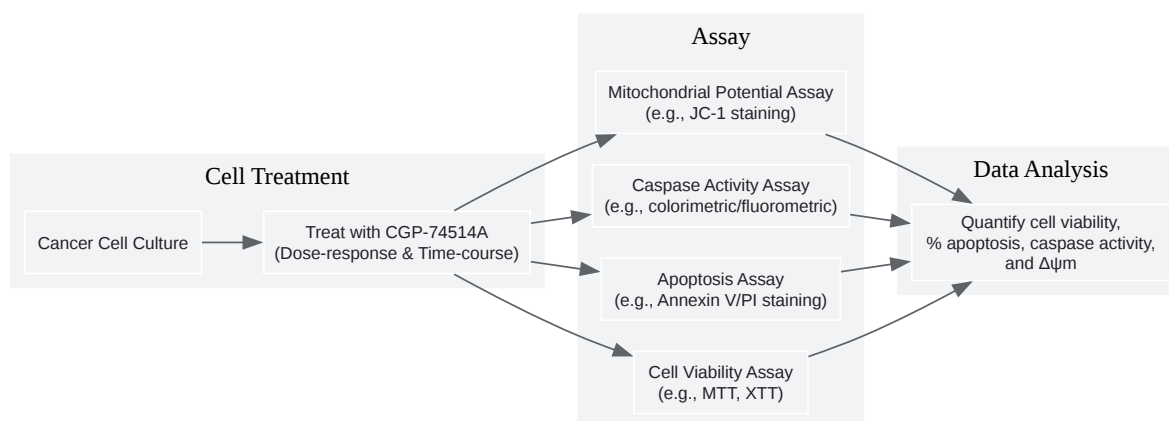 Cell Treatment
Cancer Cell Culture
Treat with CGP-74514A
(Dose-response & Time-course)
Assay
Mitochondrial Potential Assay
(e.g., JC-1 staining)
Caspase Activity Assay
(e.g., colorimetric/fluorometric)
Apoptosis Assay
(e.g., Annexin V/PI staining)
Cell Viability Assay
(e.g., MTT, XTT)
Data Analysis
Quantify cell viability,
% apoptosis, caspase activity,
and Δψm